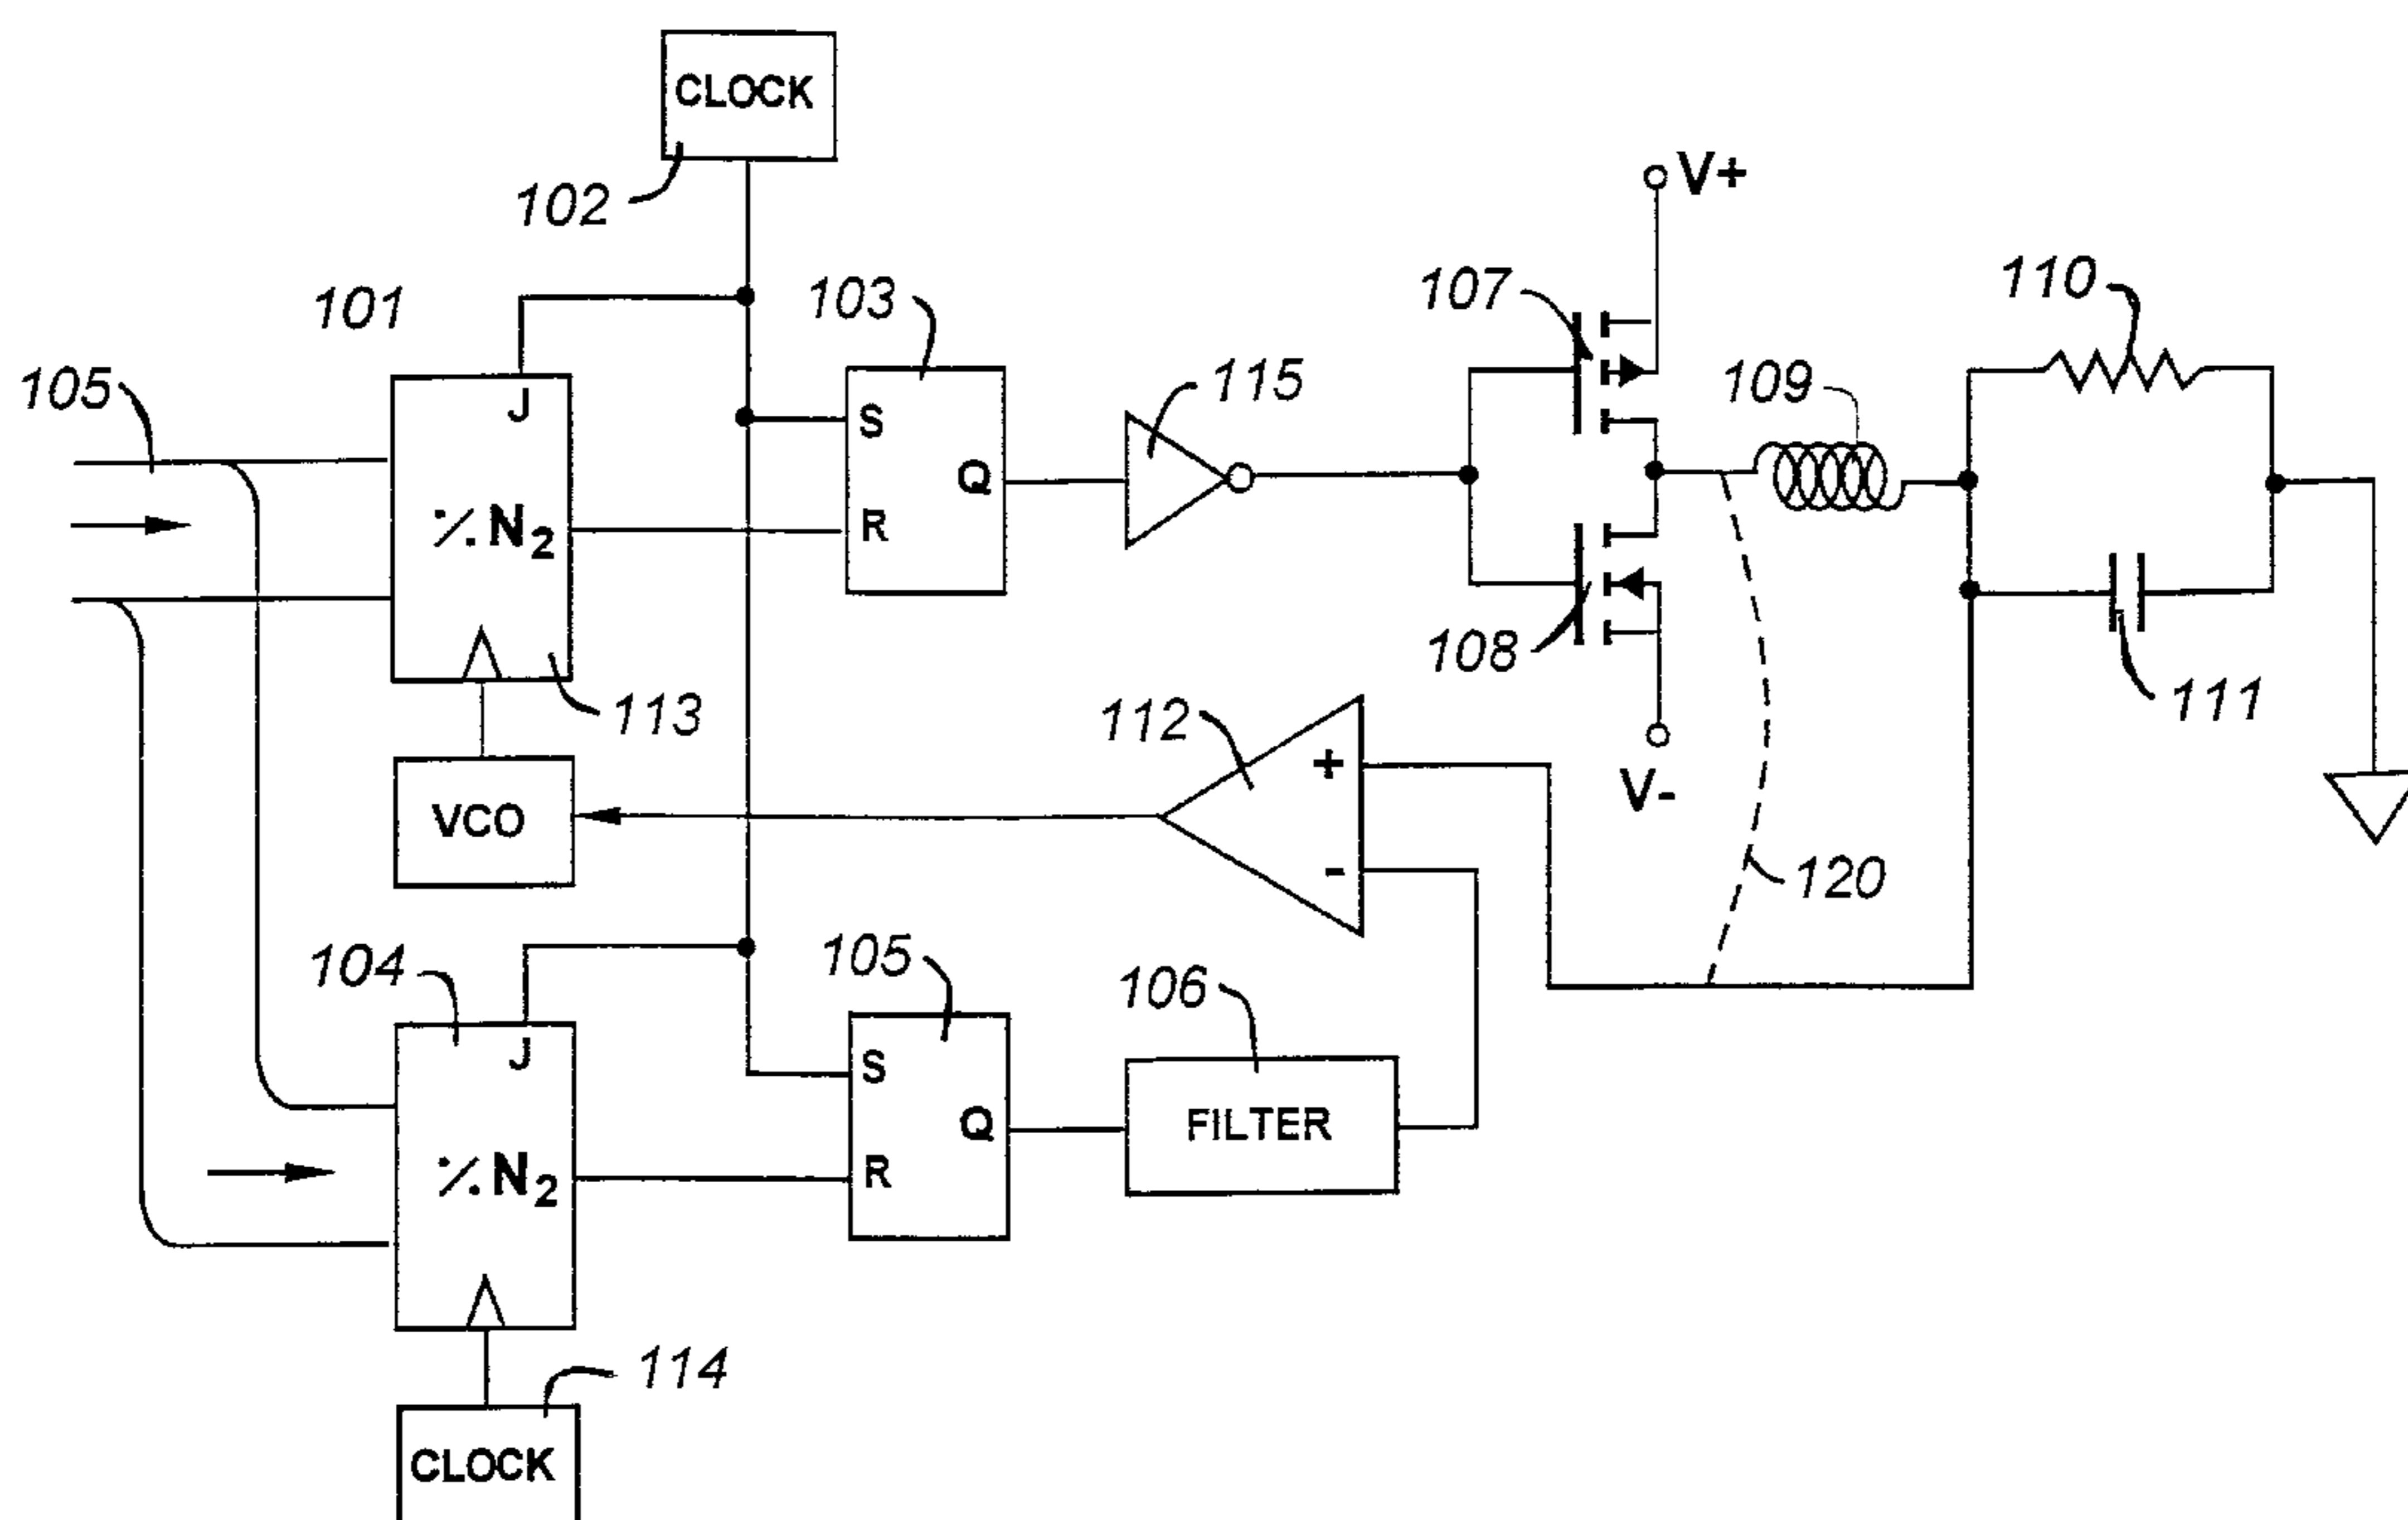 CLOCK
102
V+
101
103
107
110
105
115
109
J
S
Q
÷ N2
R
108
113
112
111
+
VCO
V-
-
120
104
105
106
J
S
Q
FILTER
÷ N2
R
114
CLOCK